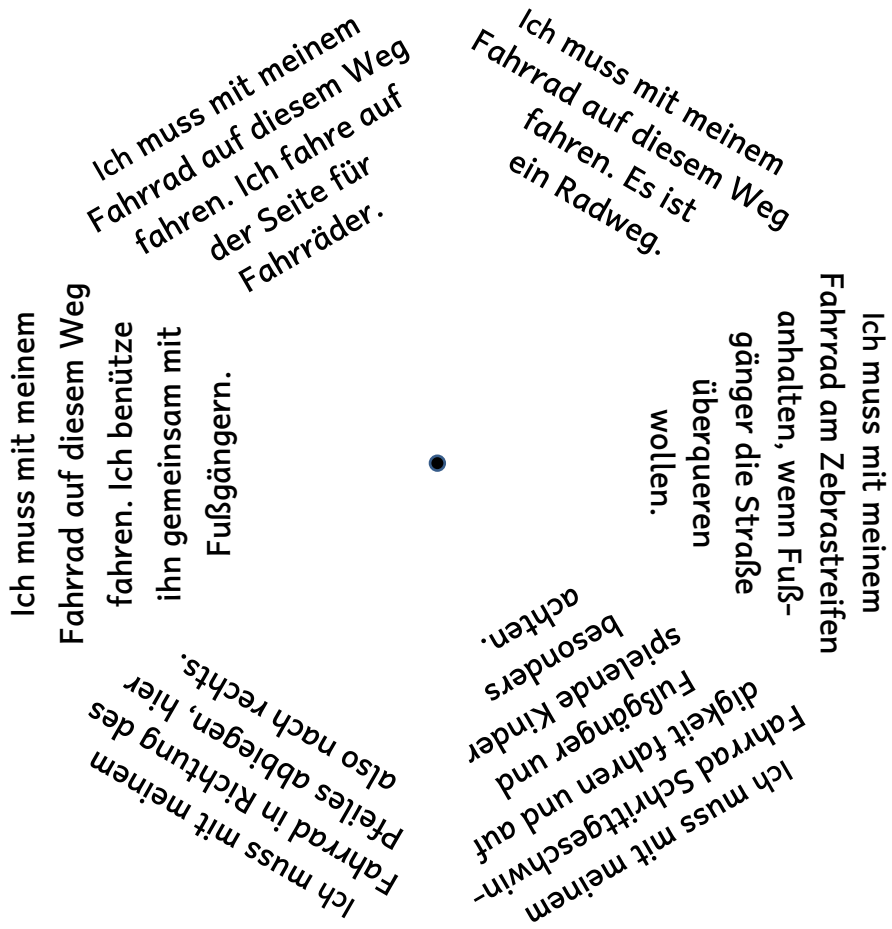 Ich muss mit meinem
Fahrrad auf diesem Weg
fahren. Ich fahre auf
der Seite für
Fahrräder.
Ich muss mit meinem
Fahrrad auf diesem Weg
fahren. Es ist
ein Radweg.
Ich muss mit meinem
Fahrrad am Zebrastreifen
anhalten, wenn Fuß-
gänger die Straße
überqueren
wollen.
Ich muss mit meinem
Fahrrad Schrittgeschwin-
digkeit fahren und auf
Fußgänger und
spielende Kinder
besonders
achten.
Ich muss mit meinem
Fahrrad in Richtung des
Pfeiles abbiegen, hier
also nach rechts.
Ich muss mit meinem
Fahrrad auf diesem Weg
fahren. Ich benütze
ihn gemeinsam mit
Fußgängern.